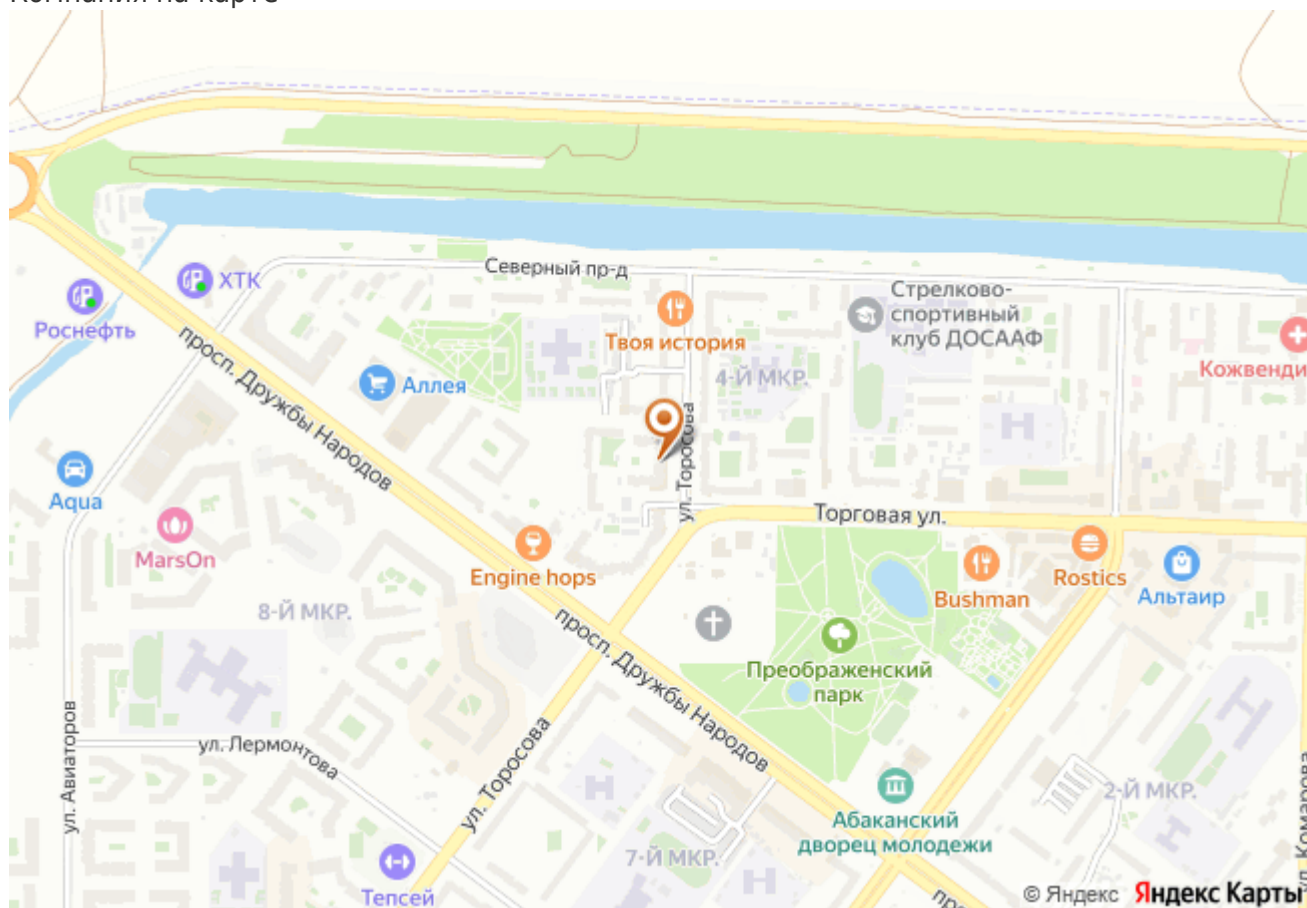 Северный пр-д
ХТК
Роснефть
Твоя история
Стрелково-
спортивный
клуб ДОСААФ
Кожвенди
просп. Дружбы Народов
Аллея
4-Й МКР.
ул. Торосова
Aqua
MarsOn
Engine hops
Торговая ул.
Bushman
Rostics
Альтаир
8-Й МКР.
просп. Дружбы Народов
Преображенский
парк
ул. Авиаторов
ул. Лермонтова
ул. Торосова
Абаканский
дворец молодежи
2-Й МКР.
ул. Комарова
7-Й МКР.
Тепсей
© Яндекс Яндекс Карты